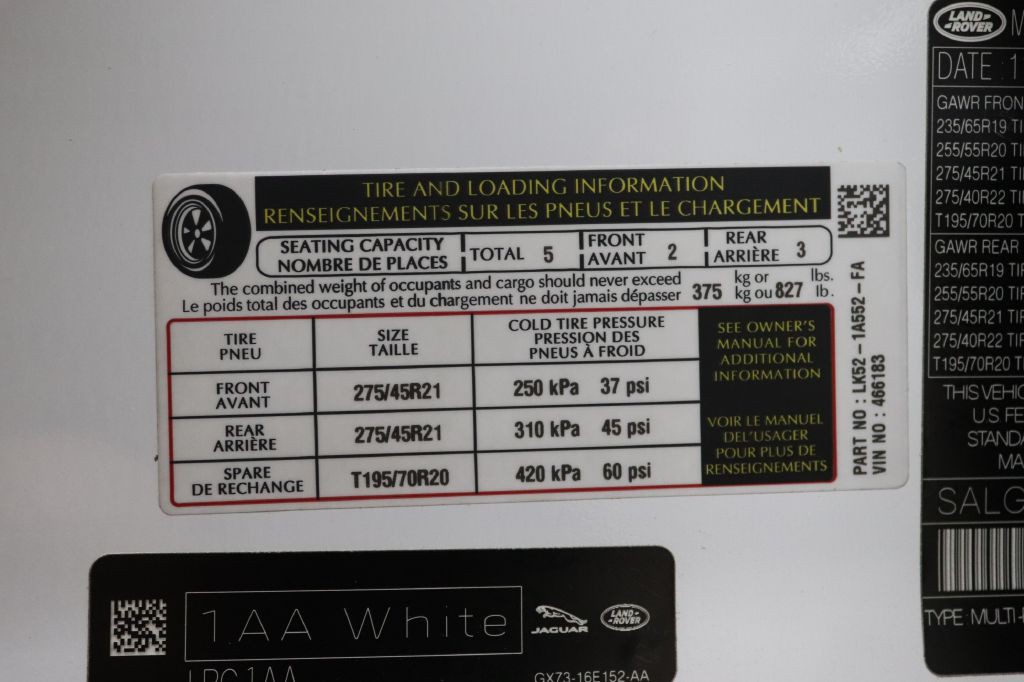 TIRE AND LOADING INFORMATION
RENSEIGNEMENTS SUR LES PNEUS ET LE CHARGEMENT
SEATING CAPACITY
NOMBRE DE PLACES
TOTAL 5
FRONT
AVANT 2
REAR
ARRIÈRE 3
The combined weight of occupants and cargo should never exceed 375 kg or 827 lbs.
Le poids total des occupants et du chargement ne doit jamais dépasser kg ou lb.
TIRE
PNEU
SIZE
TAILLE
COLD TIRE PRESSURE
PRESSION DES
PNEUS À FROID
FRONT
AVANT
275/45R21
250 kPa 37 psi
REAR
ARRIÈRE
275/45R21
310 kPa 45 psi
SPARE
DE RECHANGE
T195/70R20
420 kPa 60 psi
SEE OWNER'S
MANUAL FOR
ADDITIONAL
INFORMATION
VOIR LE MANUEL
DEL'USAGER
POUR PLUS DE
RENSEIGNEMENTS
PART NO : LK52-1A552-FA
VIN NO : 466183
1AA White
JAGUAR
LAND-
ROVER
LRC 1AA
GX73-16E152-AA
LAND-
ROVER
DATE :
GAWR FRON
235/65R19 TI
255/55R20 TI
275/45R21 TI
275/40R22 TI
T195/70R20 T
GAWR REAR
235/65R19 TI
255/55R20 TI
275/45R21 TI
275/40R22 TI
T195/70R20 T
THIS VEHIC
U.S FE
STANDA
MA
SALG
TYPE: MULTI-